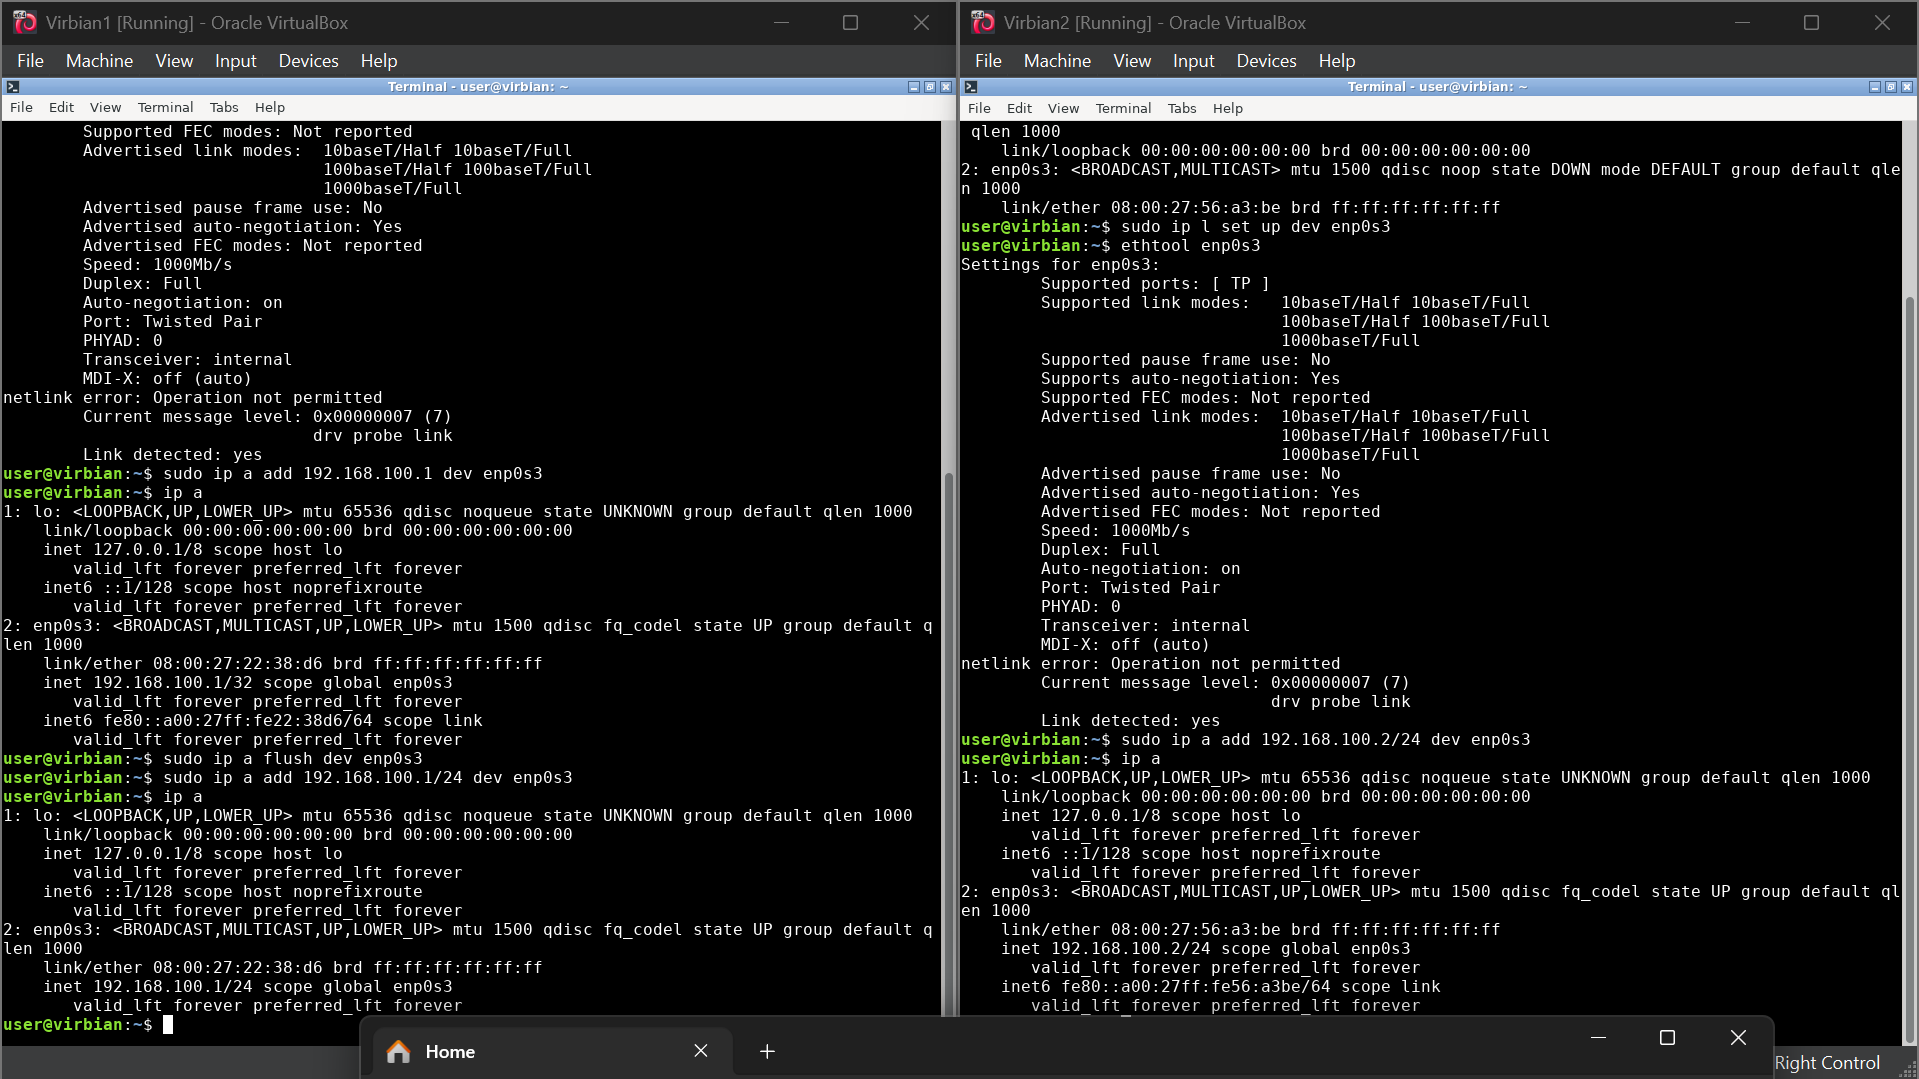 Virbian1 [Running] - Oracle VirtualBox
File Machine View Input Devices Help
Terminal - user@virbian: ~
File Edit View Terminal Tabs Help
        Supported FEC modes: Not reported
        Advertised link modes:  10baseT/Half 10baseT/Full
                                100baseT/Half 100baseT/Full
                                1000baseT/Full
        Advertised pause frame use: No
        Advertised auto-negotiation: Yes
        Advertised FEC modes: Not reported
        Speed: 1000Mb/s
        Duplex: Full
        Auto-negotiation: on
        Port: Twisted Pair
        PHYAD: 0
        Transceiver: internal
        MDI-X: off (auto)
netlink error: Operation not permitted
        Current message level: 0x00000007 (7)
                               drv probe link
        Link detected: yes
user@virbian:~$ sudo ip a add 192.168.100.1 dev enp0s3
user@virbian:~$ ip a
1: lo: <LOOPBACK,UP,LOWER_UP> mtu 65536 qdisc noqueue state UNKNOWN group default qlen 1000
    link/loopback 00:00:00:00:00:00 brd 00:00:00:00:00:00
    inet 127.0.0.1/8 scope host lo
       valid_lft forever preferred_lft forever
    inet6 ::1/128 scope host noprefixroute
       valid_lft forever preferred_lft forever
2: enp0s3: <BROADCAST,MULTICAST,UP,LOWER_UP> mtu 1500 qdisc fq_codel state UP group default q
len 1000
    link/ether 08:00:27:22:38:d6 brd ff:ff:ff:ff:ff:ff
    inet 192.168.100.1/32 scope global enp0s3
       valid_lft forever preferred_lft forever
    inet6 fe80::a00:27ff:fe22:38d6/64 scope link
       valid_lft forever preferred_lft forever
user@virbian:~$ sudo ip a flush dev enp0s3
user@virbian:~$ sudo ip a add 192.168.100.1/24 dev enp0s3
user@virbian:~$ ip a
1: lo: <LOOPBACK,UP,LOWER_UP> mtu 65536 qdisc noqueue state UNKNOWN group default qlen 1000
    link/loopback 00:00:00:00:00:00 brd 00:00:00:00:00:00
    inet 127.0.0.1/8 scope host lo
       valid_lft forever preferred_lft forever
    inet6 ::1/128 scope host noprefixroute
       valid_lft forever preferred_lft forever
2: enp0s3: <BROADCAST,MULTICAST,UP,LOWER_UP> mtu 1500 qdisc fq_codel state UP group default q
len 1000
    link/ether 08:00:27:22:38:d6 brd ff:ff:ff:ff:ff:ff
    inet 192.168.100.1/24 scope global enp0s3
       valid_lft forever preferred_lft forever
user@virbian:~$
Virbian2 [Running] - Oracle VirtualBox
File Machine View Input Devices Help
Terminal - user@virbian: ~
File Edit View Terminal Tabs Help
 qlen 1000
    link/loopback 00:00:00:00:00:00 brd 00:00:00:00:00:00
2: enp0s3: <BROADCAST,MULTICAST> mtu 1500 qdisc noop state DOWN mode DEFAULT group default qle
n 1000
    link/ether 08:00:27:56:a3:be brd ff:ff:ff:ff:ff:ff
user@virbian:~$ sudo ip l set up dev enp0s3
user@virbian:~$ ethtool enp0s3
Settings for enp0s3:
        Supported ports: [ TP ]
        Supported link modes:   10baseT/Half 10baseT/Full
                                100baseT/Half 100baseT/Full
                                1000baseT/Full
        Supported pause frame use: No
        Supports auto-negotiation: Yes
        Supported FEC modes: Not reported
        Advertised link modes:  10baseT/Half 10baseT/Full
                                100baseT/Half 100baseT/Full
                                1000baseT/Full
        Advertised pause frame use: No
        Advertised auto-negotiation: Yes
        Advertised FEC modes: Not reported
        Speed: 1000Mb/s
        Duplex: Full
        Auto-negotiation: on
        Port: Twisted Pair
        PHYAD: 0
        Transceiver: internal
        MDI-X: off (auto)
netlink error: Operation not permitted
        Current message level: 0x00000007 (7)
                               drv probe link
        Link detected: yes
user@virbian:~$ sudo ip a add 192.168.100.2/24 dev enp0s3
user@virbian:~$ ip a
1: lo: <LOOPBACK,UP,LOWER_UP> mtu 65536 qdisc noqueue state UNKNOWN group default qlen 1000
    link/loopback 00:00:00:00:00:00 brd 00:00:00:00:00:00
    inet 127.0.0.1/8 scope host lo
       valid_lft forever preferred_lft forever
    inet6 ::1/128 scope host noprefixroute
       valid_lft forever preferred_lft forever
2: enp0s3: <BROADCAST,MULTICAST,UP,LOWER_UP> mtu 1500 qdisc fq_codel state UP group default ql
en 1000
    link/ether 08:00:27:56:a3:be brd ff:ff:ff:ff:ff:ff
    inet 192.168.100.2/24 scope global enp0s3
       valid_lft forever preferred_lft forever
    inet6 fe80::a00:27ff:fe56:a3be/64 scope link
       valid_lft forever preferred_lft forever
Home
Right Control